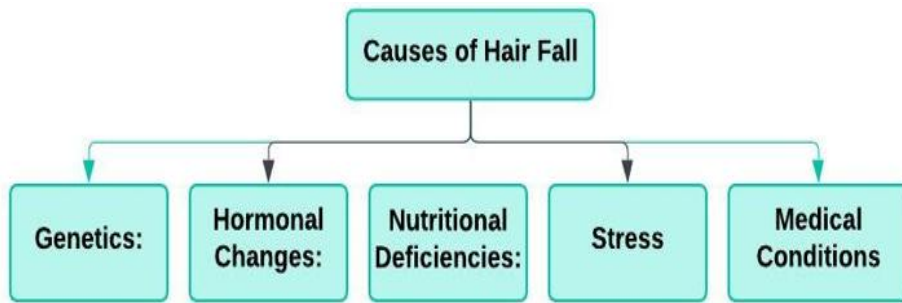 Causes of Hair Fall
Genetics:
Hormonal
Changes:
Nutritional
Deficiencies:
Stress
Medical
Conditions